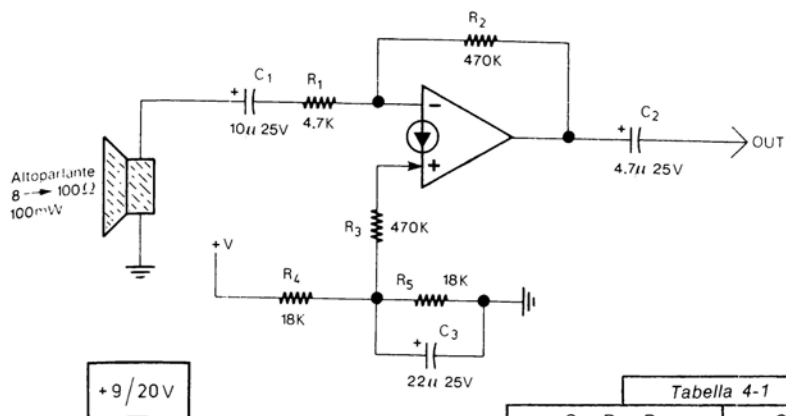 R2
470K
C1
R1
+
10µ 25V
4.7K
−
+
C2
+
4.7µ 25V
OUT
Altoparlante
8 → 100Ω
100mW
R3
470K
+V
R4
18K
R5
18K
+
C3
22µ 25V
+9/20V
Tabella 4-1